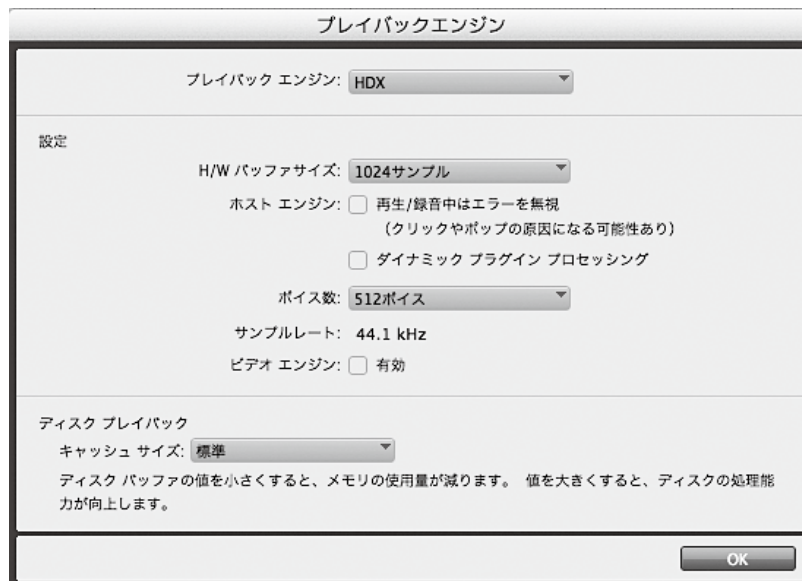 プレイバックエンジン
プレイバック エンジン: HDX
設定
H/W バッファサイズ: 1024サンプル
ホスト エンジン: 再生/録音中はエラーを無視
(クリックやポップの原因になる可能性あり)
ダイナミック プラグイン プロセッシング
ボイス数: 512ボイス
サンプルレート: 44.1 kHz
ビデオ エンジン: 有効
ディスク プレイバック
キャッシュ サイズ: 標準
ディスク バッファの値を小さくすると、メモリの使用量が減ります。 値を大きくすると、ディスクの処理能
力が向上します。
OK